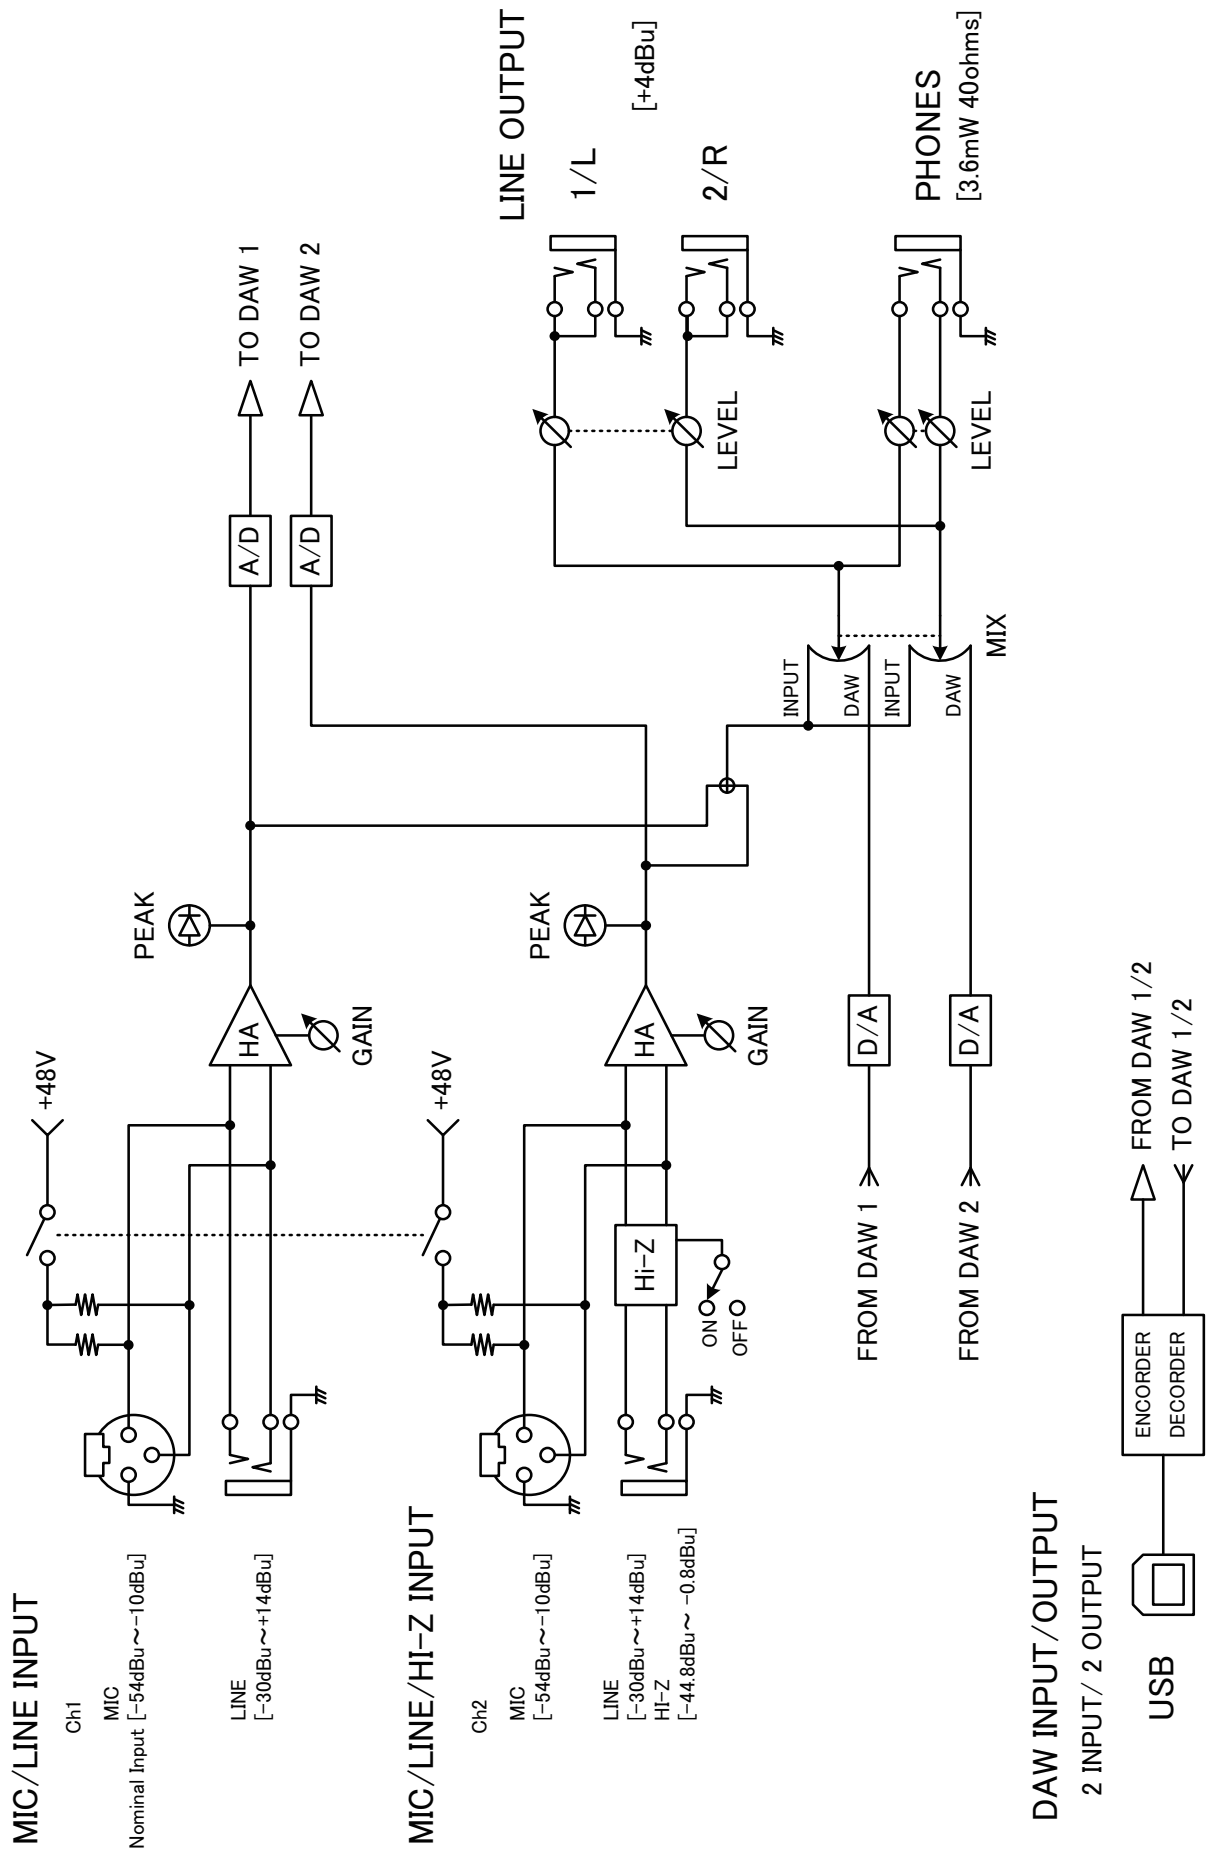 MIC/LINE INPUT
Ch1
MIC
Nominal Input [-54dBu～-10dBu]
LINE
[-30dBu～+14dBu]
+48V
HA
GAIN
PEAK
A/D
TO DAW 1
A/D
TO DAW 2
MIC/LINE/HI-Z INPUT
Ch2
MIC
[-54dBu～-10dBu]
LINE
[-30dBu～+14dBu]
HI-Z
[-44.8dBu～ -0.8dBu]
+48V
Hi-Z
ON
OFF
HA
GAIN
PEAK
LINE OUTPUT
1/L
[+4dBu]
2/R
LEVEL
PHONES
[3.6mW 40ohms]
LEVEL
INPUT
DAW
INPUT
DAW
MIX
FROM DAW 1
D/A
FROM DAW 2
D/A
DAW INPUT/OUTPUT
2 INPUT/ 2 OUTPUT
USB
ENCORDER
DECORDER
FROM DAW 1/2
TO DAW 1/2